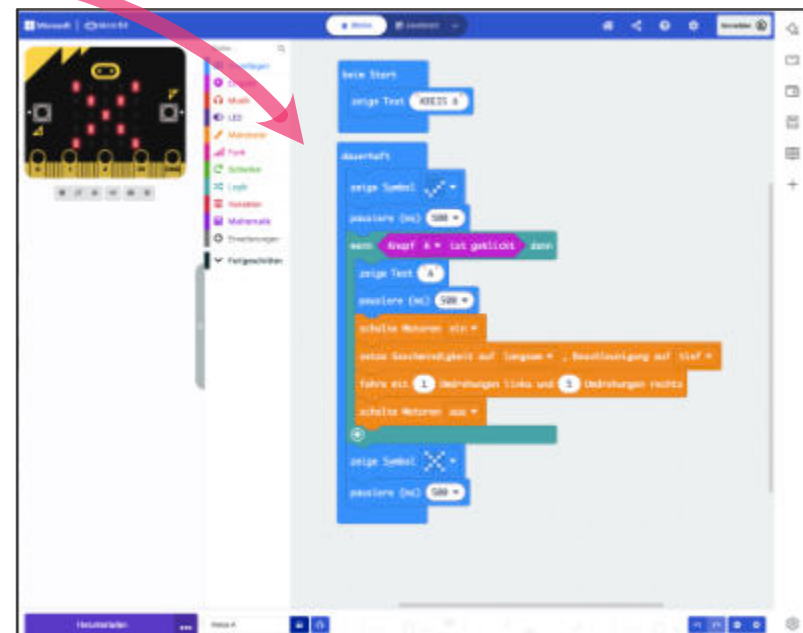 Microsoft
Grundlagen
Musik
LED
Funk
Schleifen
Logik
Variablen
Mathematik
Erweiterungen
Fortgeschritten
beim Start
zeige Text "KREIS A"
dauerhaft
zeige Symbol
pausiere (ms) 500
wenn Knopf A ist geklickt dann
zeige Text "A"
pausiere (ms) 500
schalte Motoren ein
setze Geschwindigkeit auf langsam , Beschleunigung auf tief
fahre mit 1 Umdrehungen links und 5 Umdrehungen rechts
schalte Motoren aus
zeige Symbol
pausiere (ms) 500
Herunterladen